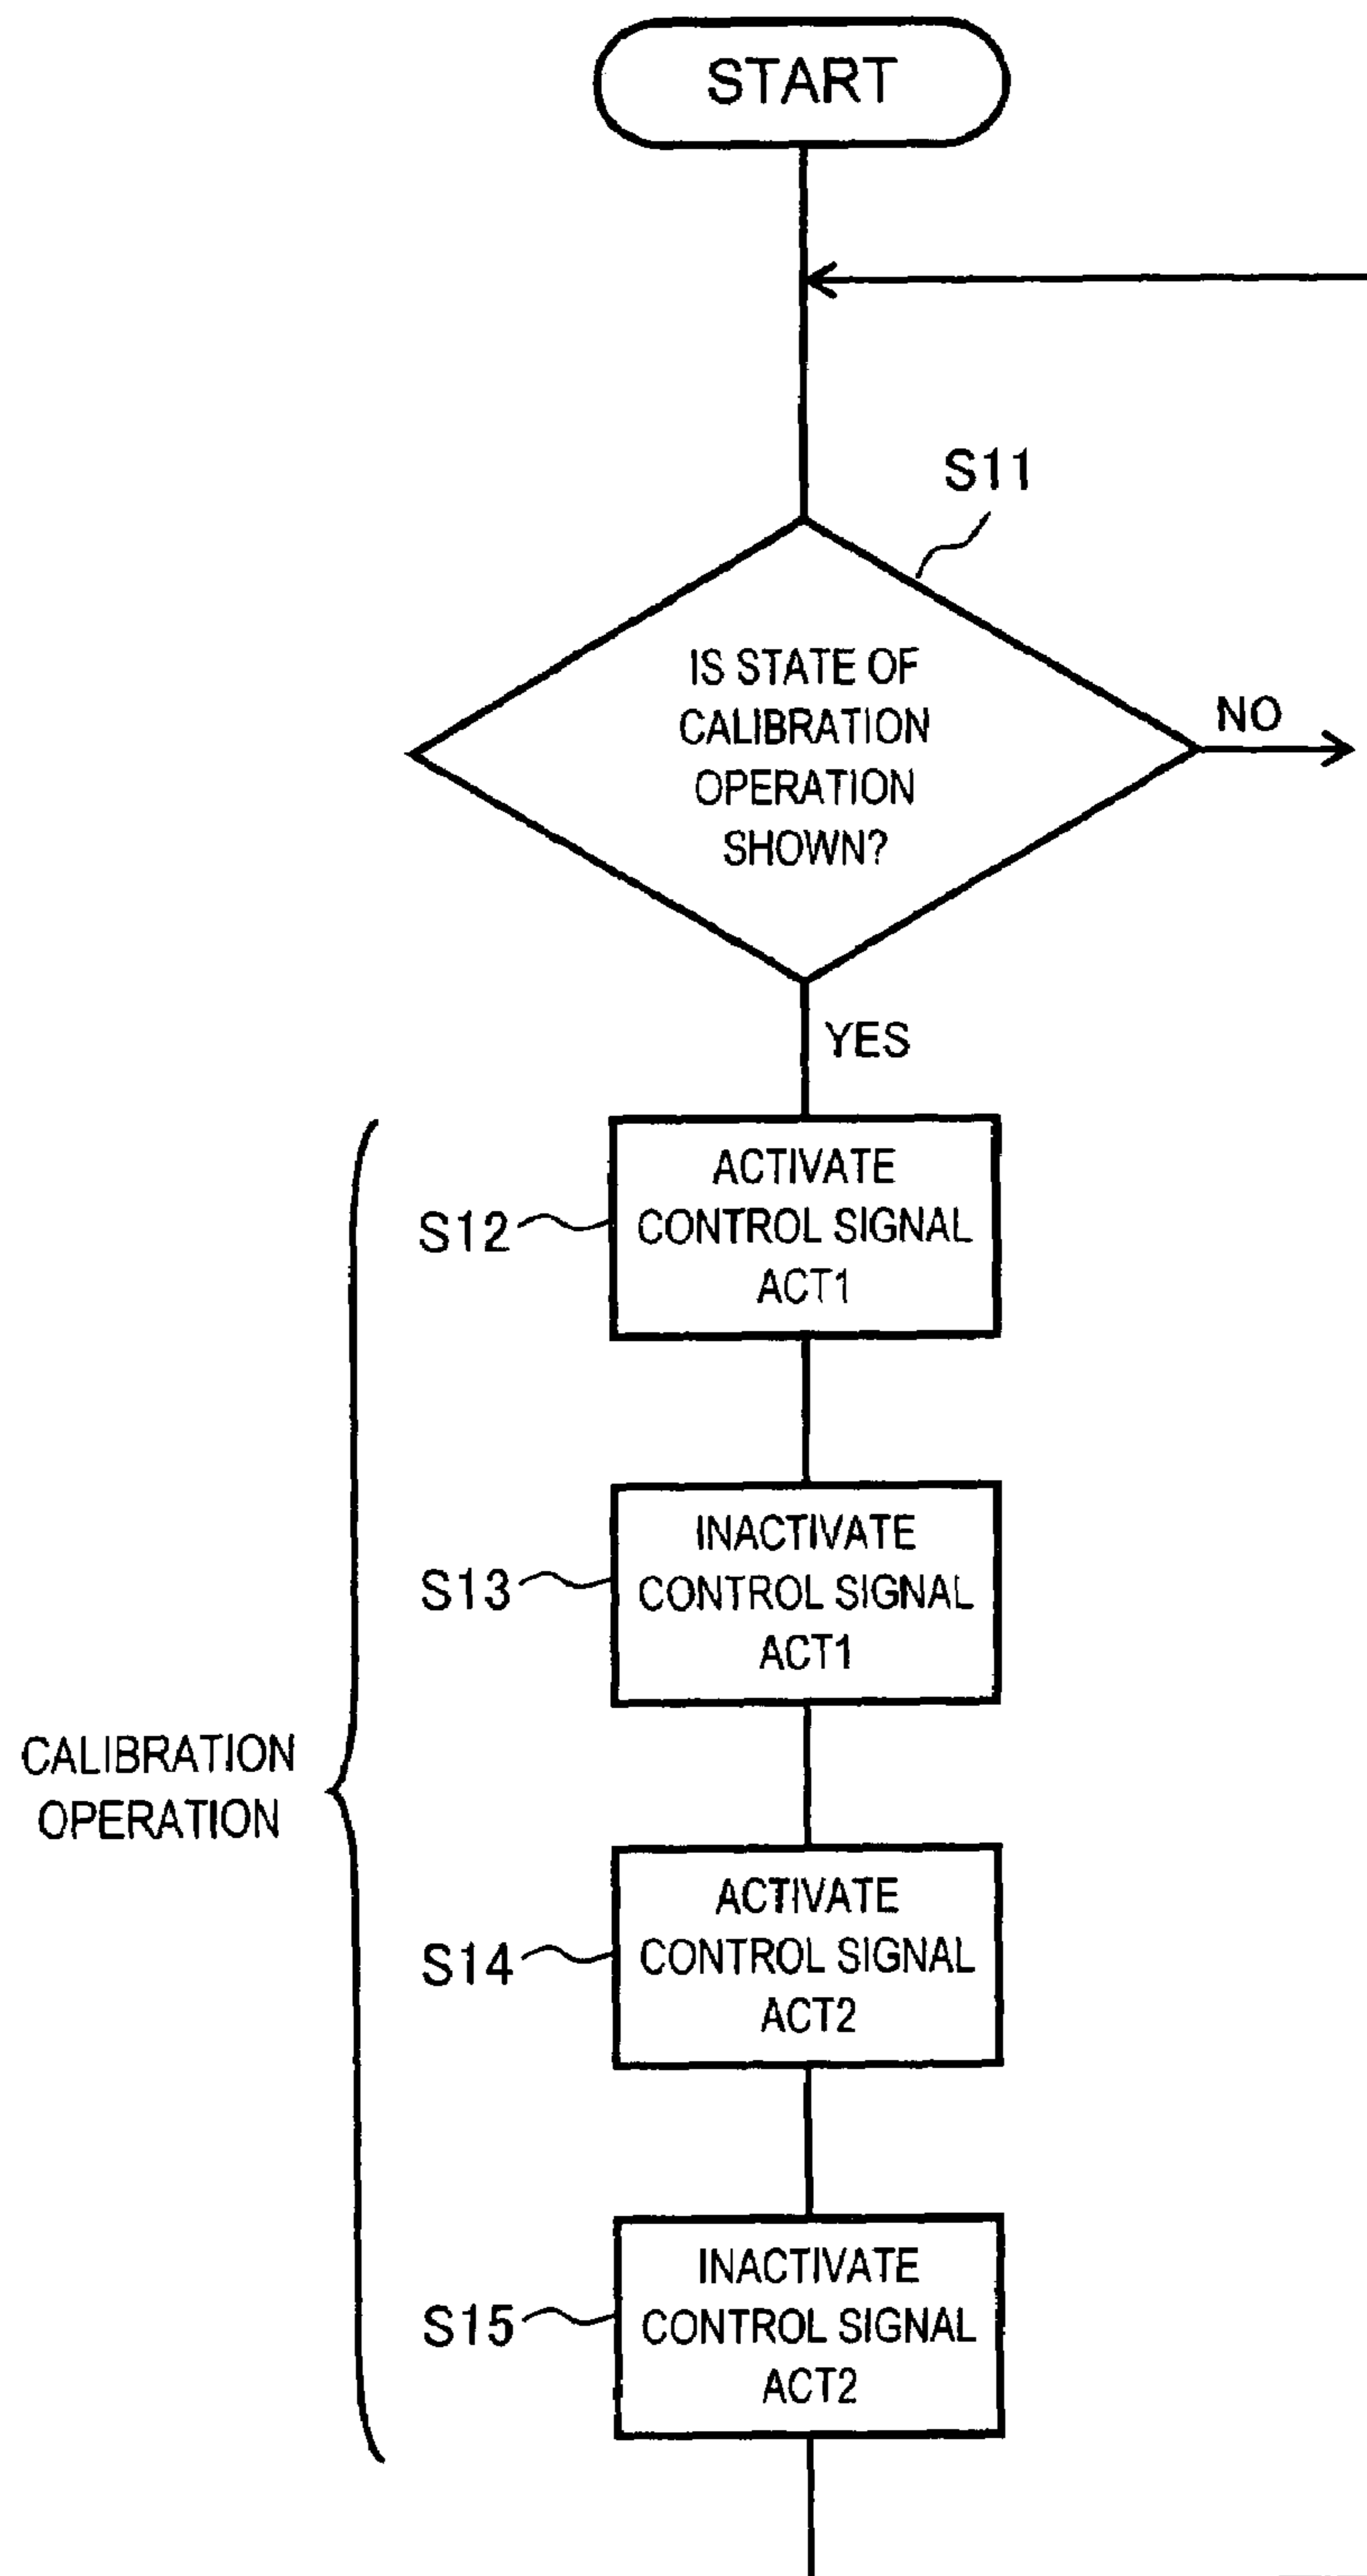 START
S11
IS STATE OF
CALIBRATION
OPERATION
SHOWN?
NO
YES
S12
ACTIVATE
CONTROL SIGNAL
ACT1
S13
INACTIVATE
CONTROL SIGNAL
ACT1
CALIBRATION
OPERATION
S14
ACTIVATE
CONTROL SIGNAL
ACT2
S15
INACTIVATE
CONTROL SIGNAL
ACT2